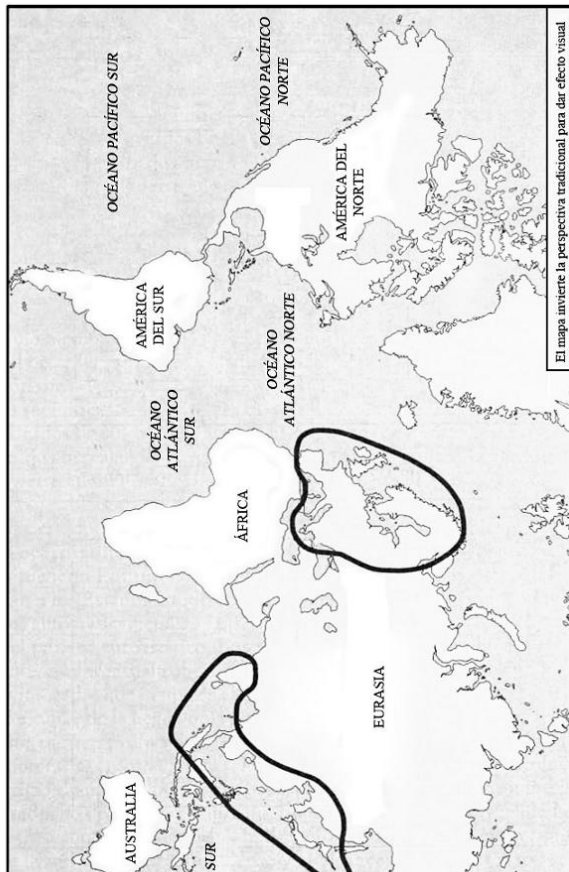 AUSTRALIA
SUR
OCÉANO PACÍFICO SUR
AMÉRICA
DEL SUR
OCÉANO
ATLÁNTICO
SUR
ÁFRICA
OCÉANO
ATLÁNTICO NORTE
OCÉANO PACÍFICO
NORTE
AMÉRICA DEL
NORTE
EURASIA
El mapa invierte la perspectiva tradicional para dar efecto visual